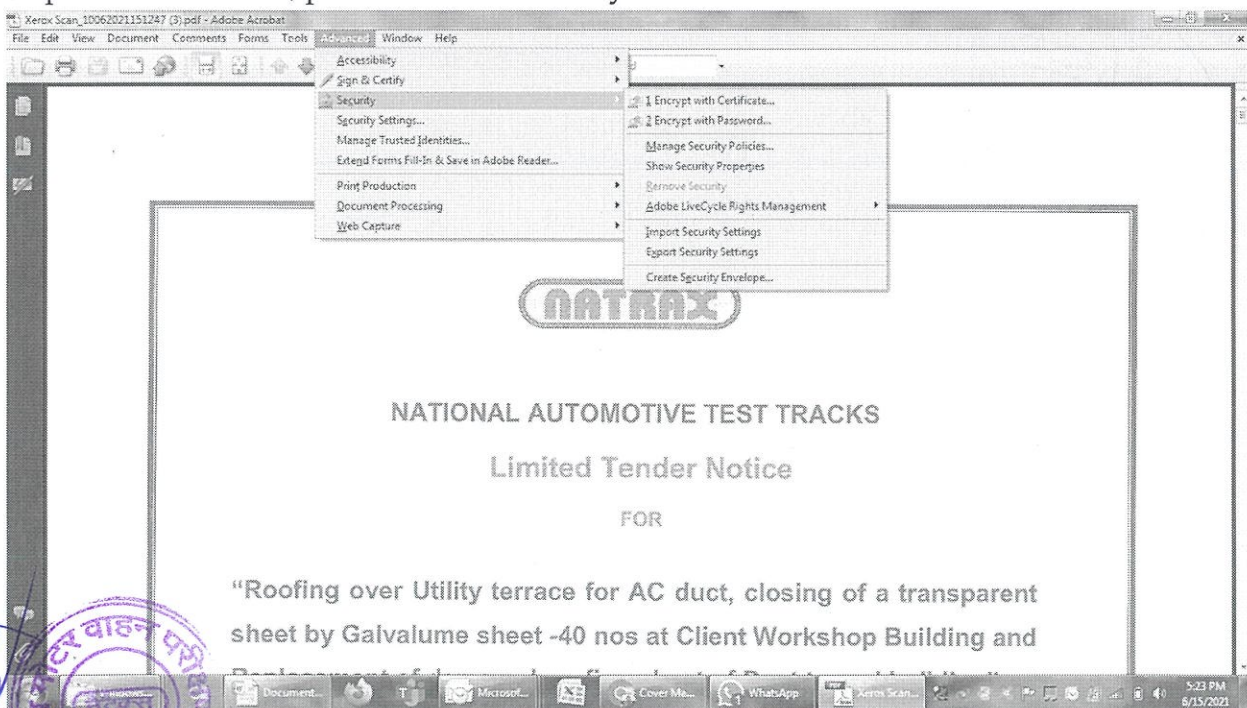 Xerox Scan_10062021151247 (3).pdf - Adobe Acrobat
File Edit View Document Comments Forms Tools Advanced Window Help
Accessibility
Sign & Certify
Security
Security Settings...
Manage Trusted Identities...
Extend Forms Fill-In & Save in Adobe Reader...
Print Production
Document Processing
Web Capture
1 Encrypt with Certificate...
2 Encrypt with Password...
Manage Security Policies...
Show Security Properties
Remove Security
Adobe LiveCycle Rights Management
Import Security Settings
Export Security Settings
Create Security Envelope...
NATRAX
NATIONAL AUTOMOTIVE TEST TRACKS
Limited Tender Notice
FOR
“Roofing over Utility terrace for AC duct, closing of a transparent
sheet by Galvalume sheet -40 nos at Client Workshop Building and
वाहन
Document... Microsof... Cover Me... WhatsApp Xerox Scan... 5:23 PM
6/15/2021